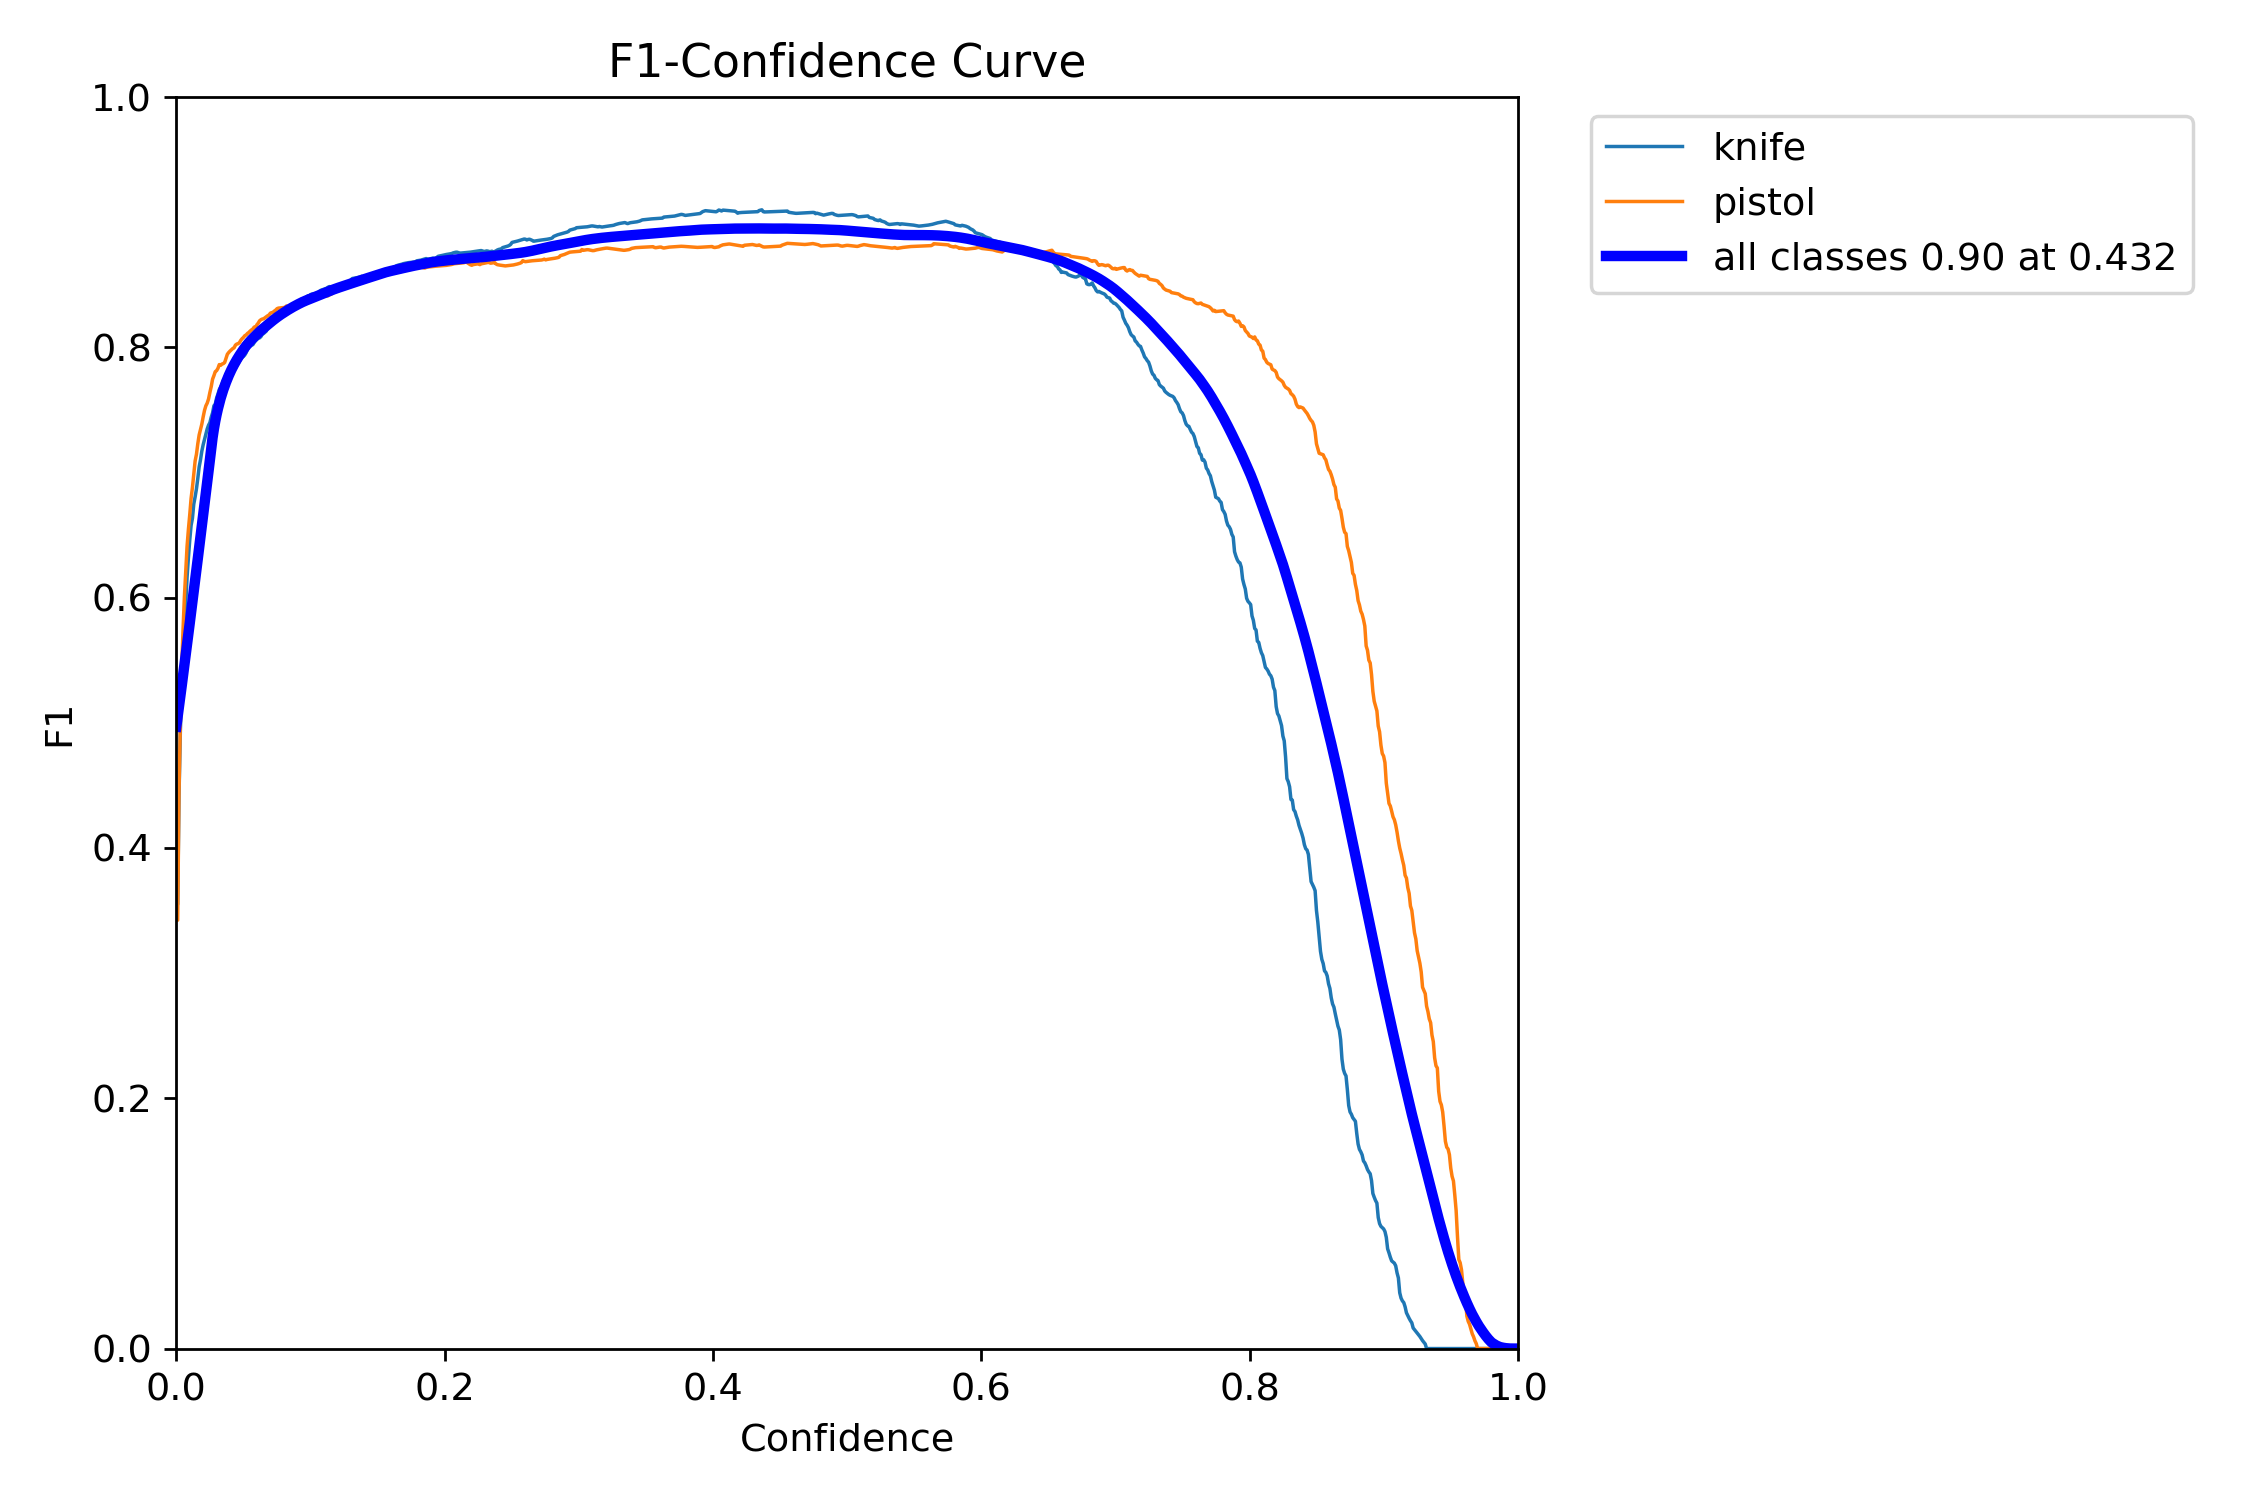 F1-Confidence Curve
1.0
0.8
0.6
0.4
0.2
0.0
F1
0.0 0.2 0.4 0.6 0.8 1.0
Confidence
knife
pistol
all classes 0.90 at 0.432